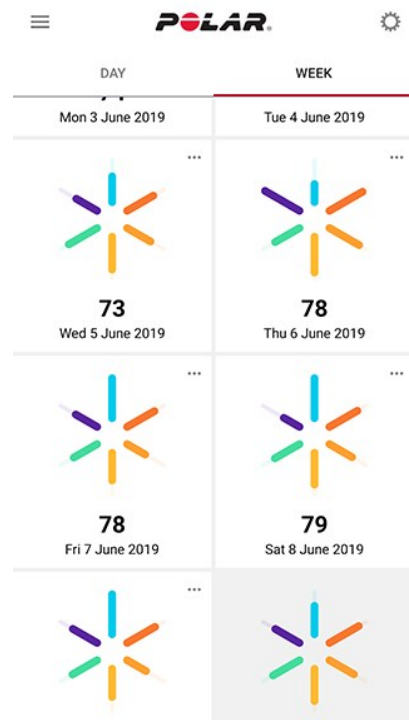 POLAR.
DAY
WEEK
Mon 3 June 2019
Tue 4 June 2019
73
Wed 5 June 2019
78
Thu 6 June 2019
78
Fri 7 June 2019
79
Sat 8 June 2019